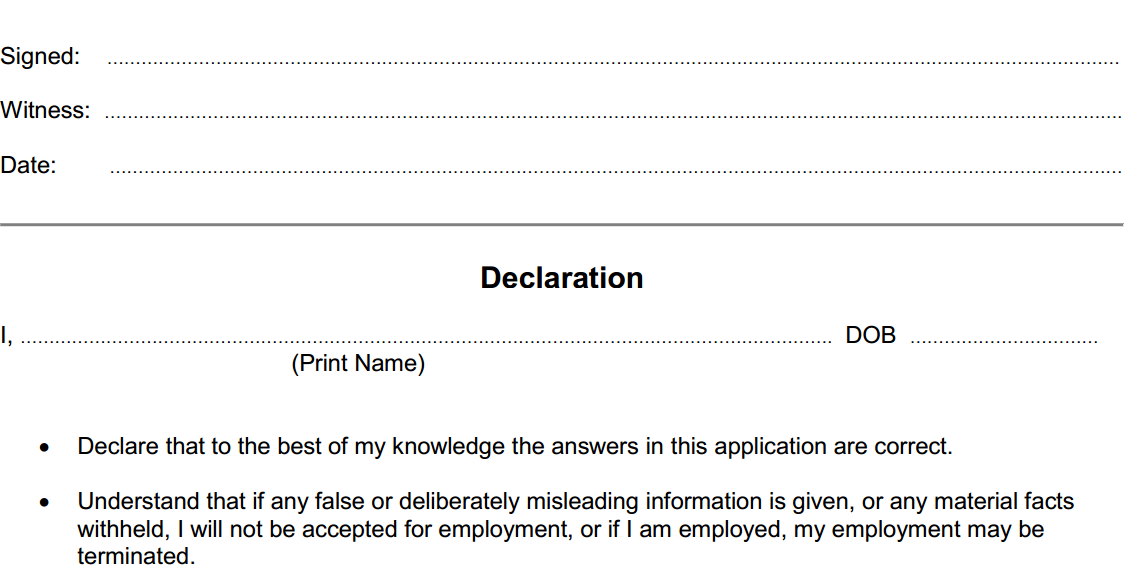 Signed: ........................................................................................................................
Witness: ........................................................................................................................
Date: ........................................................................................................................
Declaration
I, ........................................................................................................ DOB ................................
(Print Name)
• Declare that to the best of my knowledge the answers in this application are correct.
• Understand that if any false or deliberately misleading information is given, or any material facts
withheld, I will not be accepted for employment, or if I am employed, my employment may be
terminated.